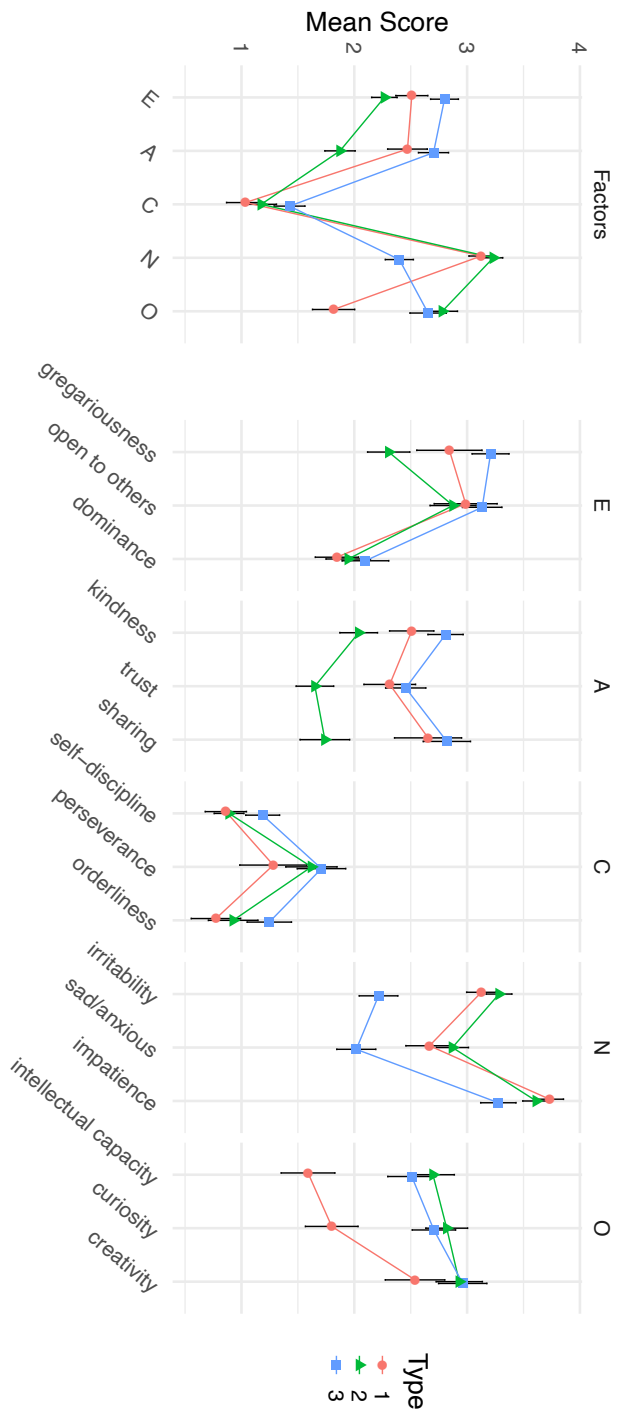 Mean Score
1
2
3
4
Factors
E
A
C
N
O
E
gregariousness
open to others
dominance
A
kindness
trust
sharing
C
self-discipline
perseverance
orderliness
N
irritability
sad/anxious
impatience
O
intellectual capacity
curiosity
creativity
Type
1
2
3